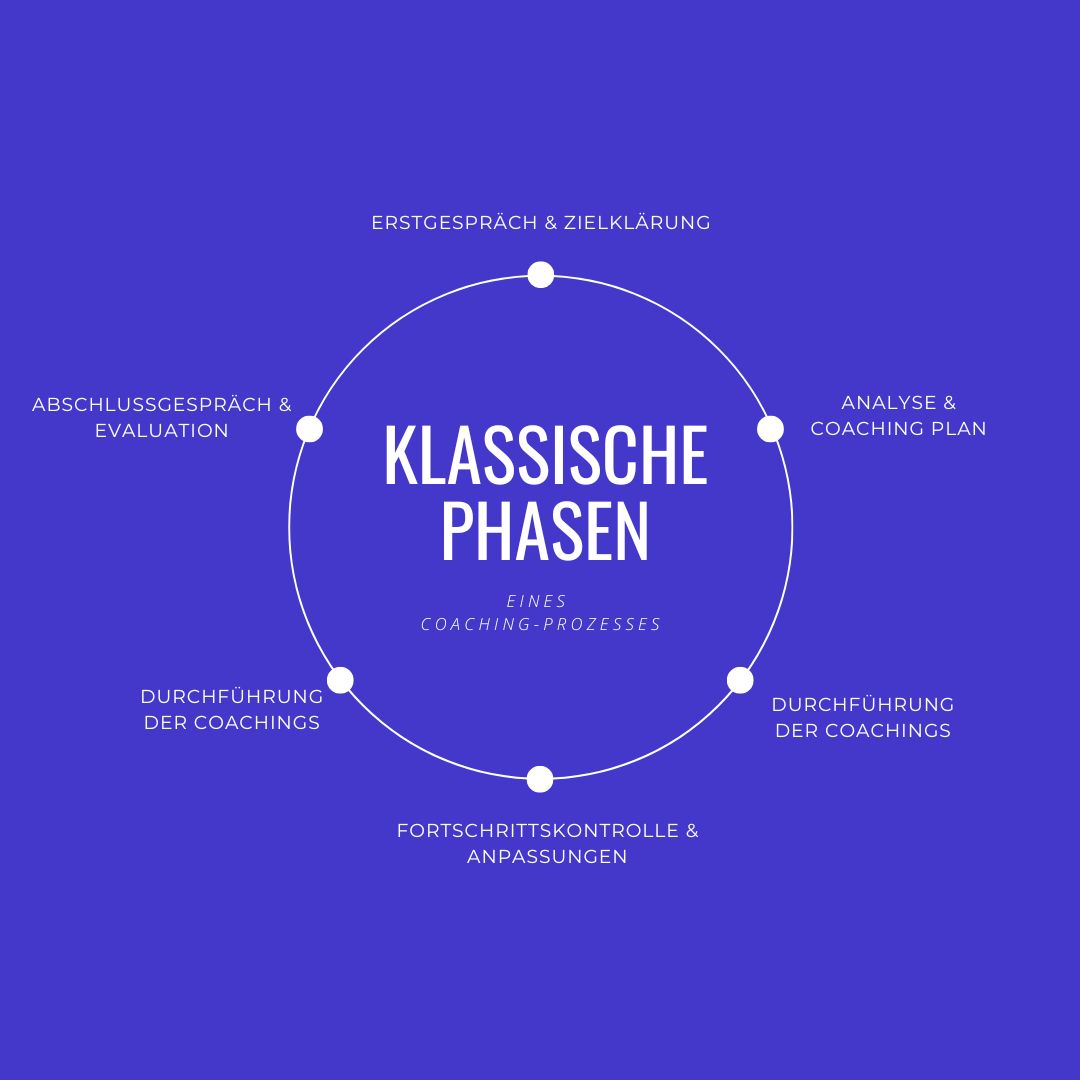 ERSTGESPRÄCH & ZIELKLÄRUNG
ANALYSE &
COACHING PLAN
DURCHFÜHRUNG
DER COACHINGS
FORTSCHRITTSKONTROLLE &
ANPASSUNGEN
DURCHFÜHRUNG
DER COACHINGS
ABSCHLUSSGESPRÄCH &
EVALUATION
KLASSISCHE
PHASEN
EINES
COACHING-PROZESSES